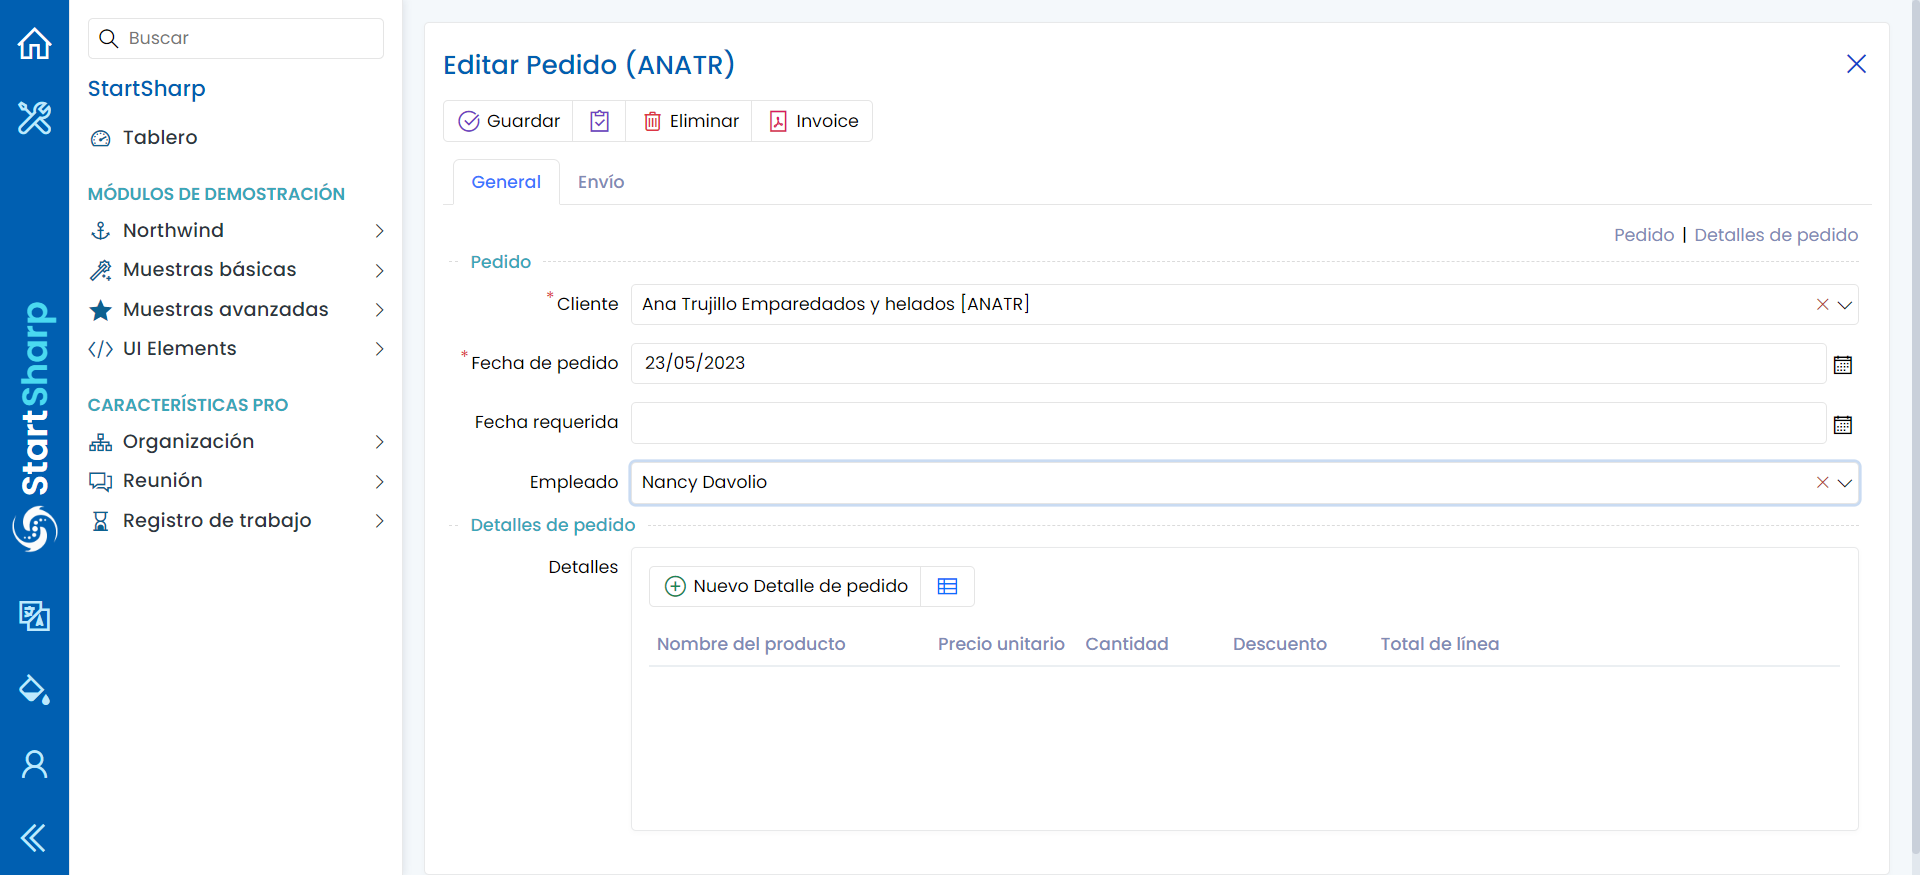 Buscar
StartSharp
Tablero
MÓDULOS DE DEMOSTRACIÓN
Northwind
Muestras básicas
Muestras avanzadas
UI Elements
CARACTERÍSTICAS PRO
Organización
Reunión
Registro de trabajo
StartSharp
Editar Pedido (ANATR)
Guardar
Eliminar
Invoice
General
Envío
Pedido | Detalles de pedido
Pedido
* Cliente
Ana Trujillo Emparedados y helados [ANATR]
* Fecha de pedido
23/05/2023
Fecha requerida
Empleado
Nancy Davolio
Detalles de pedido
Detalles
Nuevo Detalle de pedido
Nombre del producto Precio unitario Cantidad Descuento Total de línea